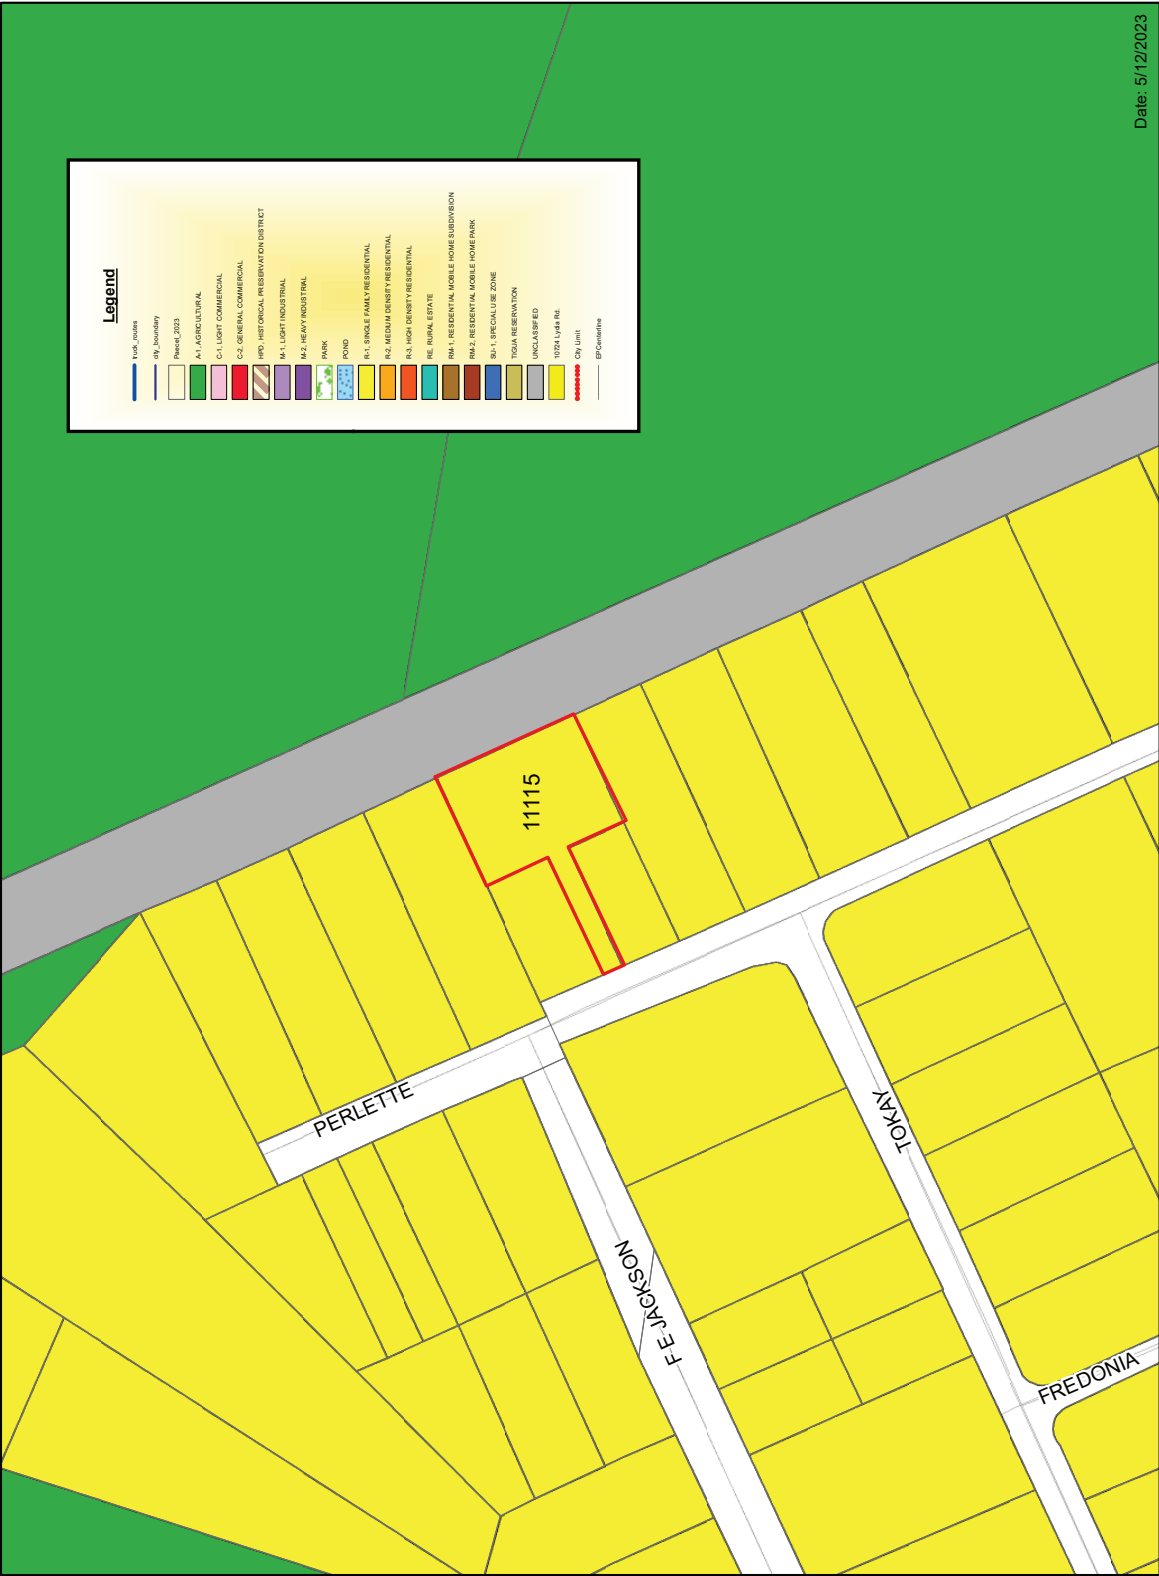 Legend
truck_routes
city_boundary
Paecel_2023
A-1, AGRICULTURAL
C-1, LIGHT COMMERCIAL
C-2, GENERAL COMMERCIAL
HPD, HISTORICAL PRESERVATION DISTRICT
M-1, LIGHT INDUSTRIAL
M-2, HEAVY INDUSTRIAL
PARK
POND
R-1, SINGLE FAMILY RESIDENTIAL
R-2, MEDIUM DENSITY RESIDENTIAL
R-3, HIGH DENSITY RESIDENTIAL
RE, RURAL ESTATE
RM-1, RESIDENTIAL MOBILE HOME SUBDIVISION
RM-2, RESIDENTIAL MOBILE HOME PARK
SU-1, SPECIAL USE ZONE
TIGUA RESERVATION
UNCLASSIFIED
10724 Lydia Rd.
City Limit
EPCenterline
11115
PERLETTE
F E JACKSON
TOKAY
FREDONIA
Date: 5/12/2023